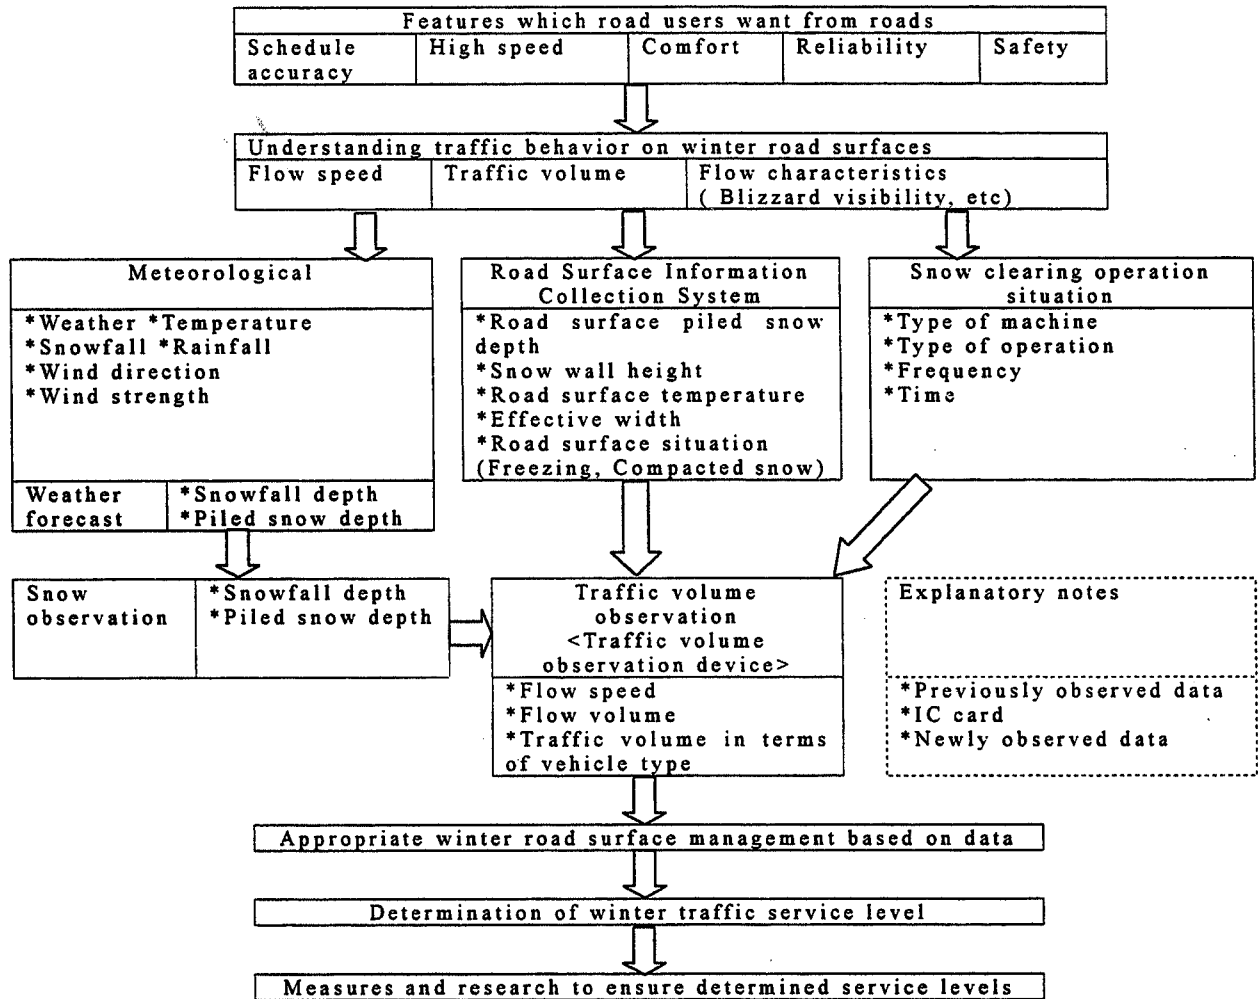 Features which road users want from roads
Schedule accuracy
High speed
Comfort
Reliability
Safety
Understanding traffic behavior on winter road surfaces
Flow speed
Traffic volume
Flow characteristics
( Blizzard visibility, etc)
Meteorological
*Weather *Temperature
*Snowfall *Rainfall
*Wind direction
*Wind strength
Weather forecast
*Snowfall depth
*Piled snow depth
Road Surface Information
Collection System
*Road surface piled snow
depth
*Snow wall height
*Road surface temperature
*Effective width
*Road surface situation
(Freezing, Compacted snow)
Snow clearing operation
situation
*Type of machine
*Type of operation
*Frequency
*Time
Snow
observation
*Snowfall depth
*Piled snow depth
Traffic volume
observation
<Traffic volume
observation device>
*Flow speed
*Flow volume
*Traffic volume in terms
of vehicle type
Explanatory notes
*Previously observed data
*IC card
*Newly observed data
Appropriate winter road surface management based on data
Determination of winter traffic service level
Measures and research to ensure determined service levels